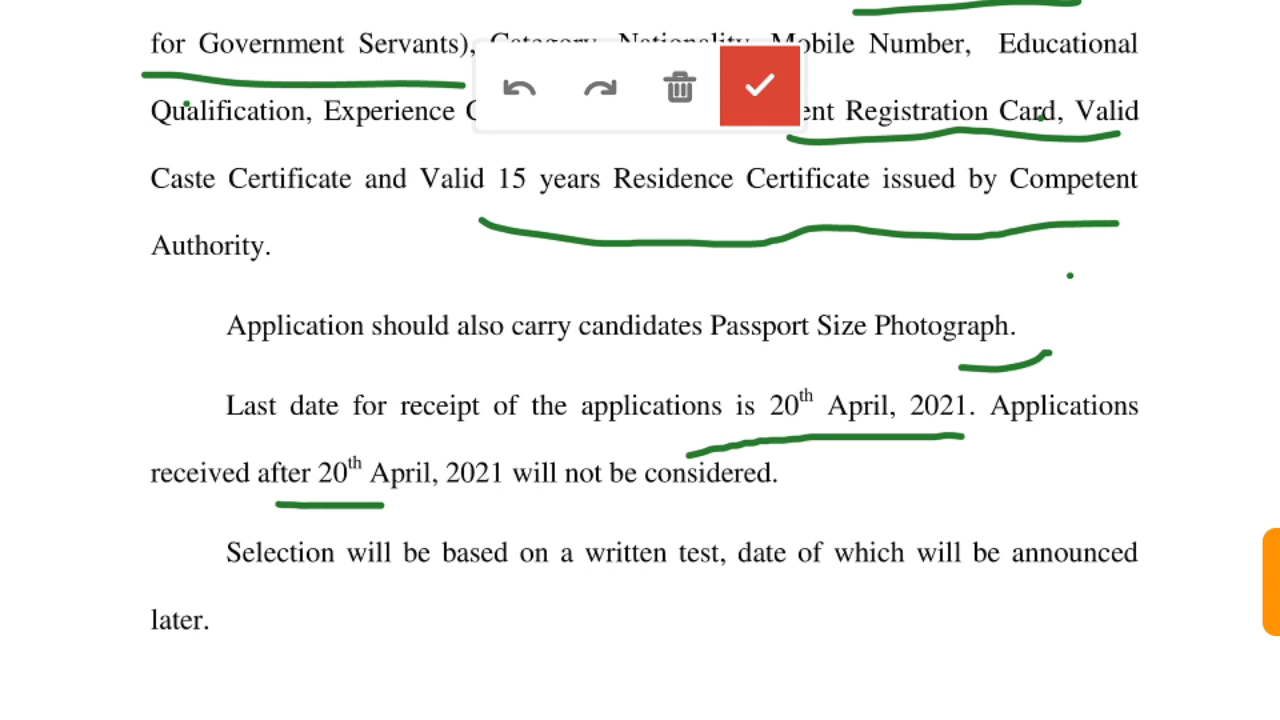 for Government Servants), Category, Nationality, Mobile Number, Educational
Qualification, Experience Registration Card, Valid
Caste Certificate and Valid 15 years Residence Certificate issued by Competent
Authority.
Application should also carry candidates Passport Size Photograph.
Last date for receipt of the applications is 20th April, 2021. Applications
received after 20th April, 2021 will not be considered.
Selection will be based on a written test, date of which will be announced
later.